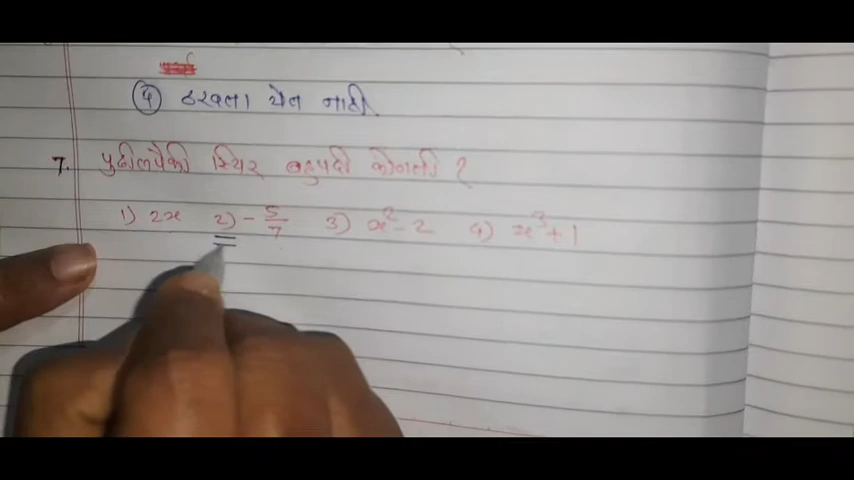 (4) ठरवता येत नाही
7. पुढीलपैकी स्थिर बहुपदी कोणती ?
1) 2x 2) - 5/7 3) x² - 2 4) x³ + 1